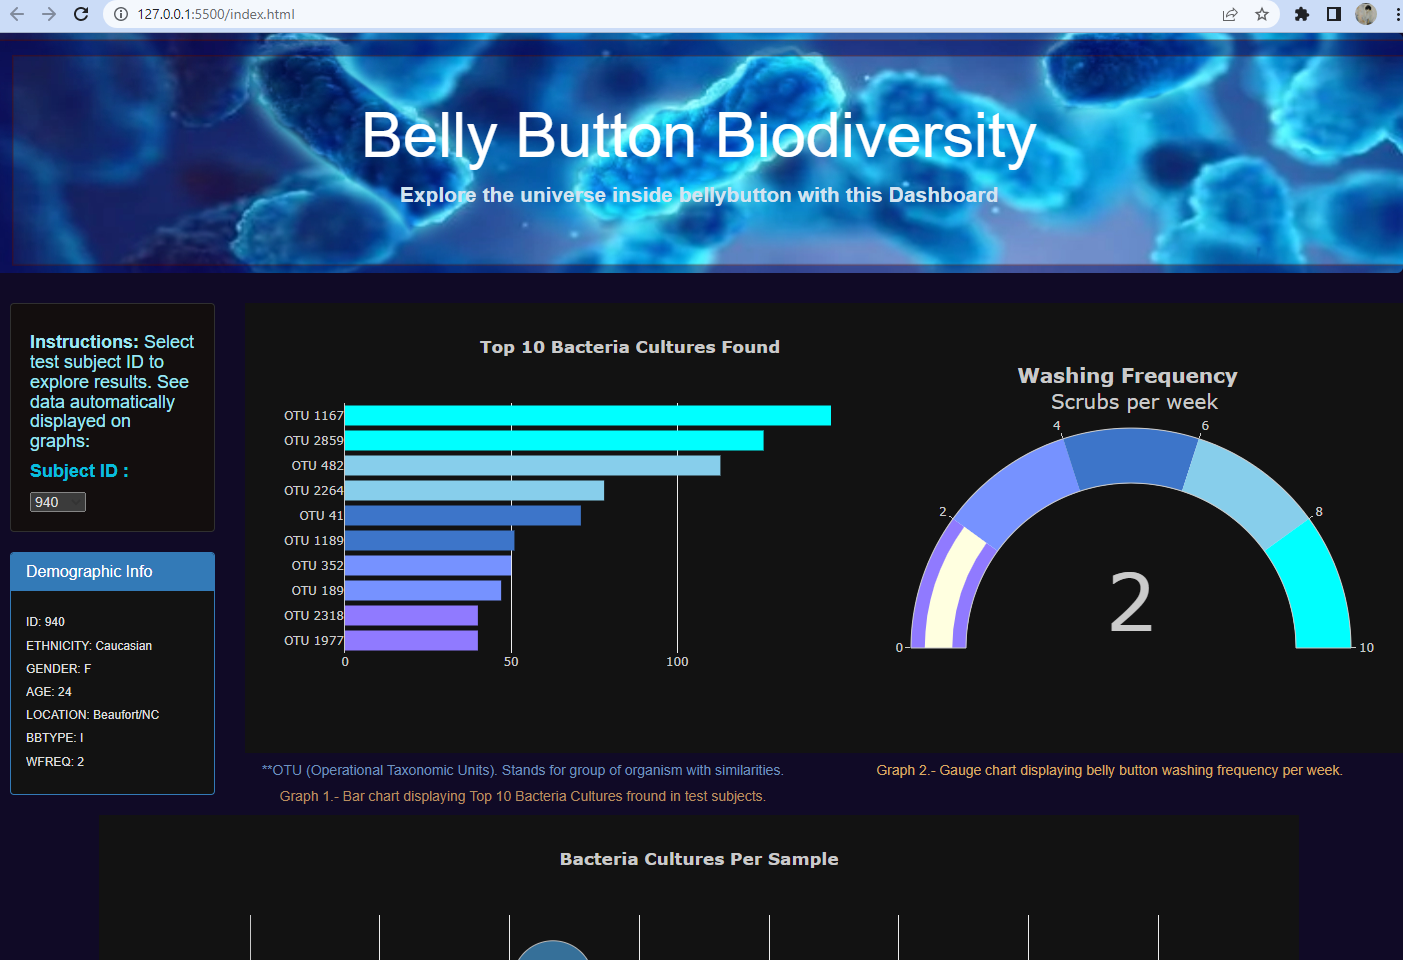 127.0.0.1:5500/index.html
Belly Button Biodiversity
Explore the universe inside bellybutton with this Dashboard
Instructions: Select
test subject ID to
explore results. See
data automatically
displayed on
graphs:
Subject ID :
940
Demographic Info
ID: 940
ETHNICITY: Caucasian
GENDER: F
AGE: 24
LOCATION: Beaufort/NC
BBTYPE: I
WFREQ: 2
Top 10 Bacteria Cultures Found
OTU 1167
OTU 2859
OTU 482
OTU 2264
OTU 41
OTU 1189
OTU 352
OTU 189
OTU 2318
OTU 1977
0 50 100
Washing Frequency
Scrubs per week
4 6
2 8
2
0 10
**OTU (Operational Taxonomic Units). Stands for group of organism with similarities.
Graph 1.- Bar chart displaying Top 10 Bacteria Cultures fround in test subjects.
Graph 2.- Gauge chart displaying belly button washing frequency per week.
Bacteria Cultures Per Sample